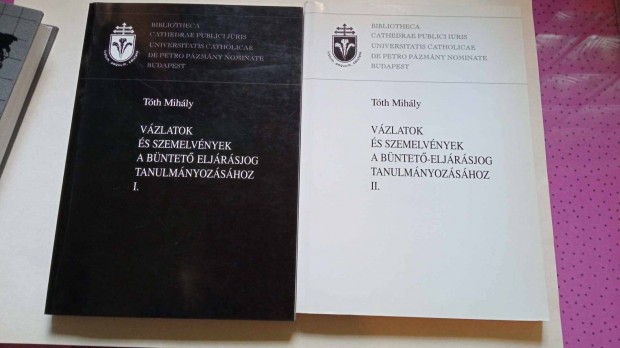 BIBLIOTHECA
CATHEDRAE PUBLICI IURIS
UNIVERSITATIS CATHOLICAE
DE PETRO PÁZMÁNY NOMINATE
BUDAPEST
Tóth Mihály
VÁZLATOK
ÉS SZEMELVÉNYEK
A BÜNTETŐ ELJÁRÁSJOG
TANULMÁNYOZÁSÁHOZ
I.
BIBLIOTHECA
CATHEDRAE PUBLICI IURIS
UNIVERSITATIS CATHOLICAE
DE PETRO PÁZMÁNY NOMINATE
BUDAPEST
Tóth Mihály
VÁZLATOK
ÉS SZEMELVÉNYEK
A BÜNTETŐ-ELJÁRÁSJOG
TANULMÁNYOZÁSÁHOZ
II.